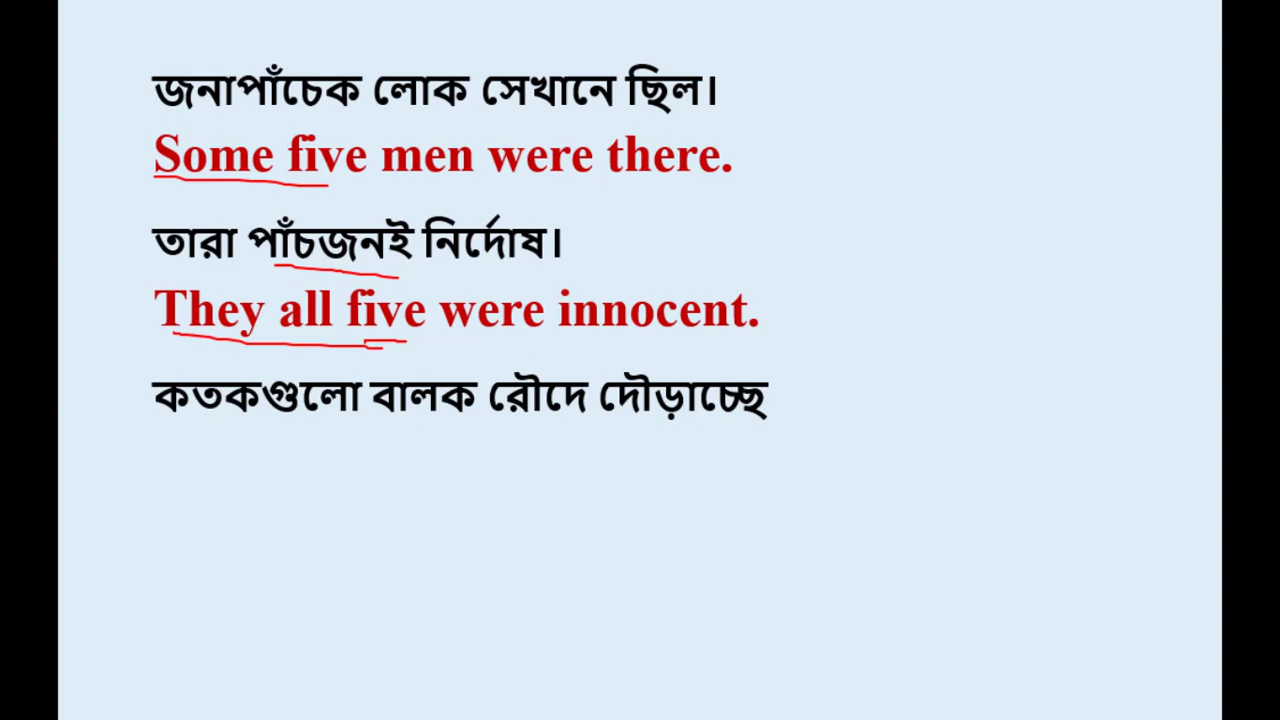 জনাপাঁচেক লোক সেখানে ছিল।
Some five men were there.
তারা পাঁচজনই নির্দোষ।
They all five were innocent.
কতকগুলো বালক রৌদে দৌড়াচ্ছে